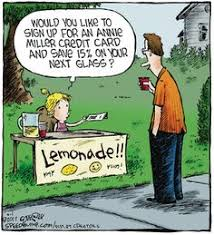 WOULD YOU LIKE TO
SIGN UP FOR AN ANNIE
MILLER CREDIT CARD
AND SAVE 15% ON YOUR
NEXT GLASS?
Lemonade!!